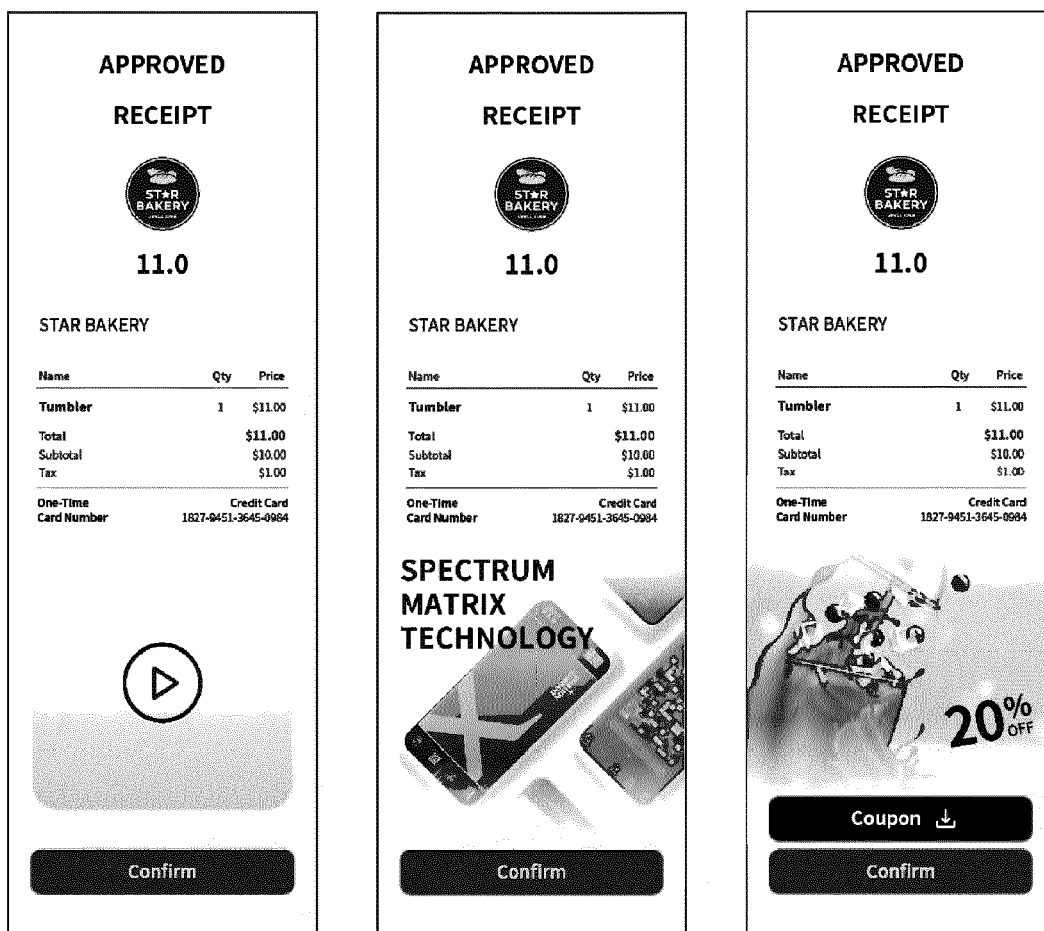 APPROVED
RECEIPT
STAR
BAKERY
11.0
STAR BAKERY
Name Qty Price
Tumbler 1 $11.00
Total $11.00
Subtotal $10.00
Tax $1.00
One-Time Credit Card
Card Number 1827-9451-3645-0984
Confirm
APPROVED
RECEIPT
STAR
BAKERY
11.0
STAR BAKERY
Name Qty Price
Tumbler 1 $11.00
Total $11.00
Subtotal $10.00
Tax $1.00
One-Time Credit Card
Card Number 1827-9451-3645-0984
SPECTRUM
MATRIX
TECHNOLOGY
Confirm
APPROVED
RECEIPT
STAR
BAKERY
11.0
STAR BAKERY
Name Qty Price
Tumbler 1 $11.00
Total $11.00
Subtotal $10.00
Tax $1.00
One-Time Credit Card
Card Number 1827-9451-3645-0984
20%
OFF
Coupon
Confirm